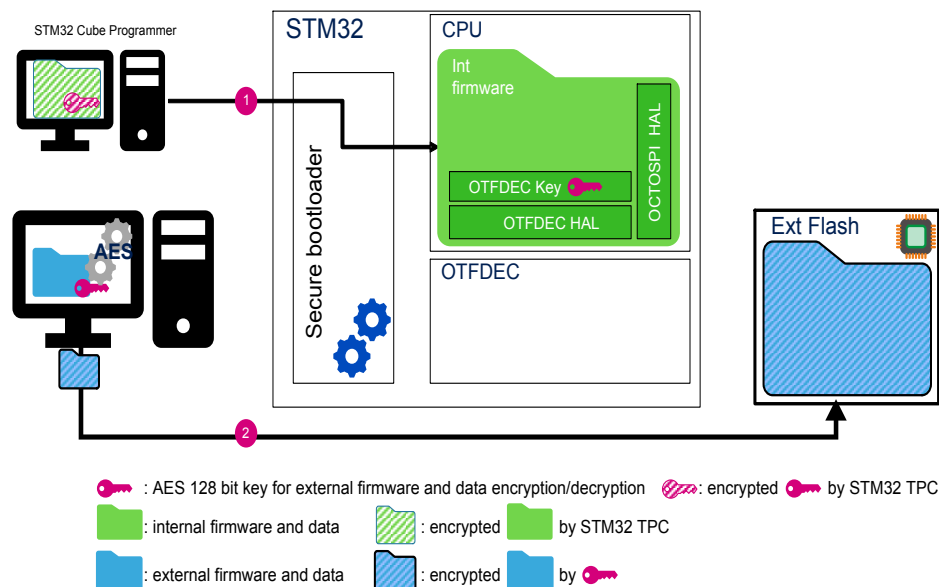 STM32 Cube Programmer
STM32
CPU
Int
firmware
1
OCTOSPI HAL
Secure bootloader
OTFDEC Key
OTFDEC HAL
AES
Ext Flash
OTFDEC
2
: AES 128 bit key for external firmware and data encryption/decryption : encrypted by STM32 TPC
: internal firmware and data : encrypted by STM32 TPC
: external firmware and data : encrypted by